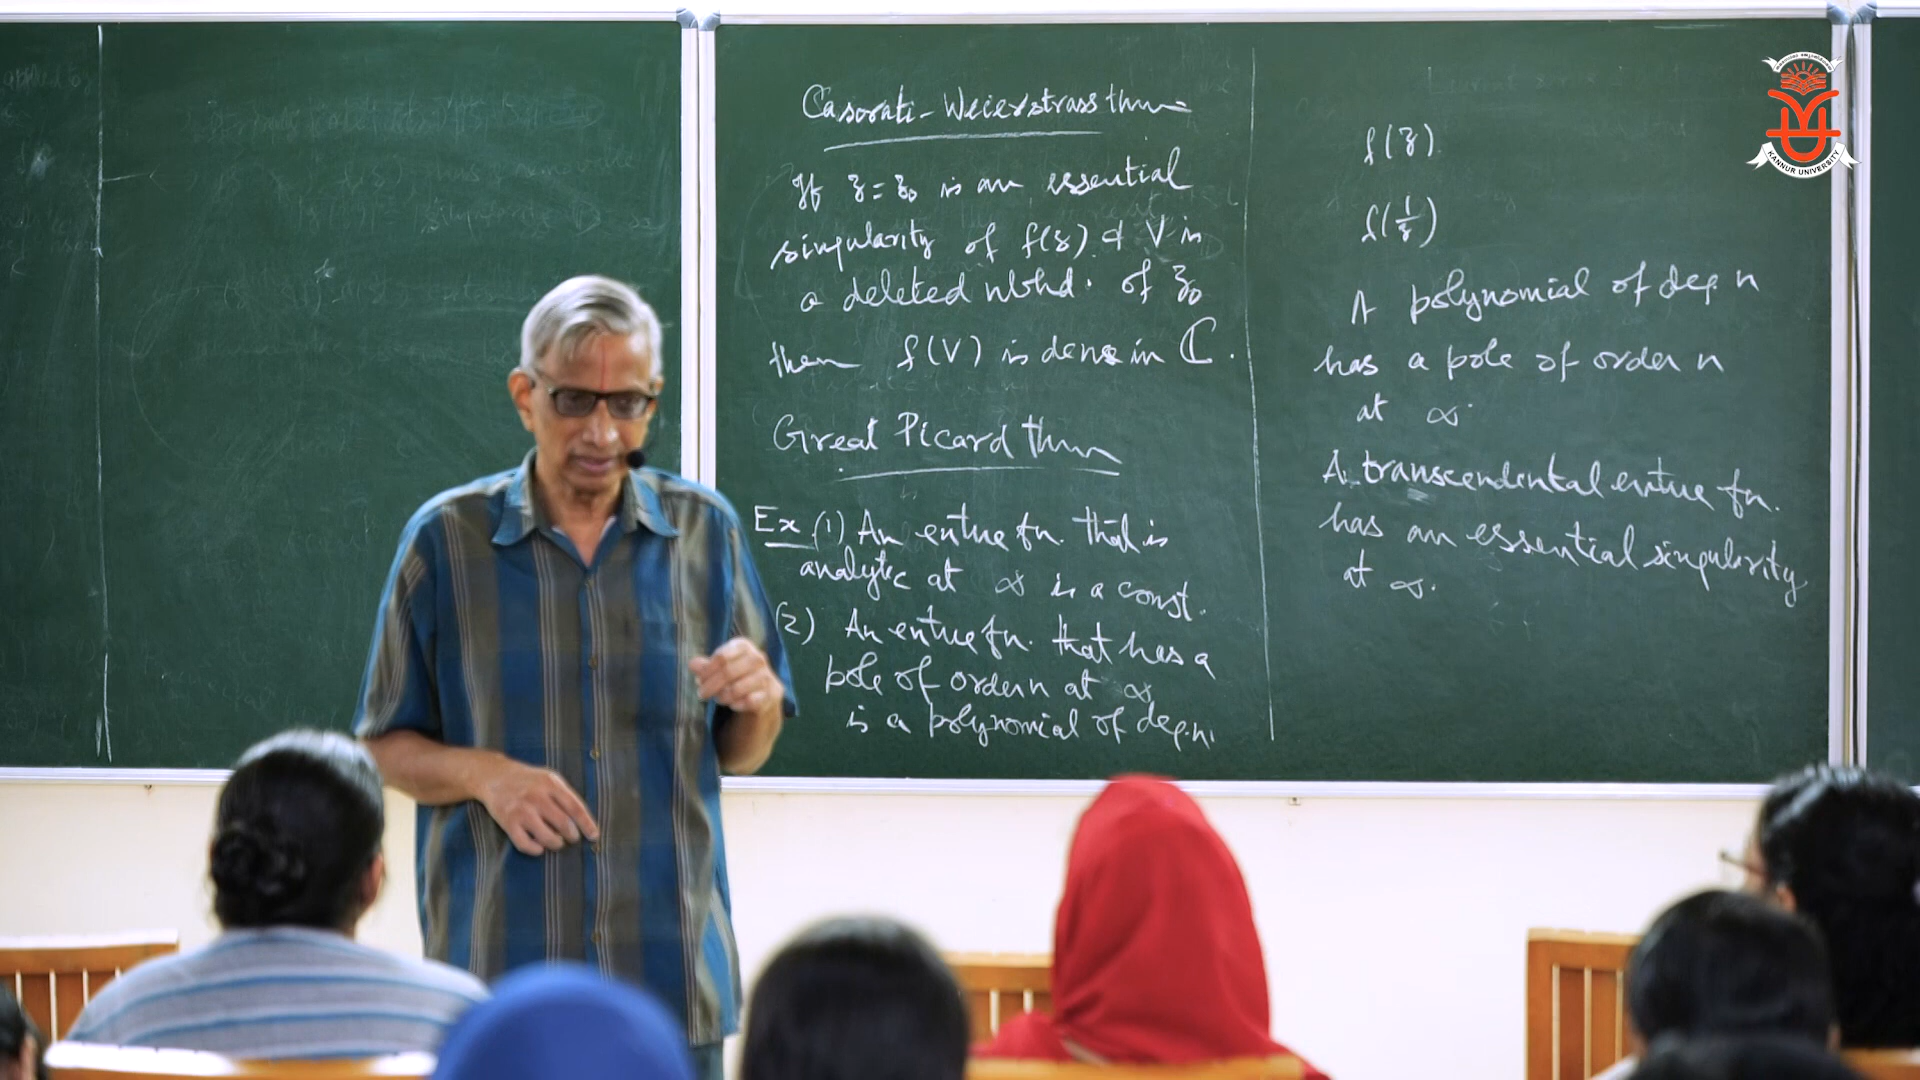 Casorati-Weierstrass thm
If z = z0 is an essential
singularity of f(z) & V is
a deleted nbhd. of z0
then f(V) is dense in ℂ.
Great Picard thm
Ex (1) An entire fn. that is
analytic at ∞ is a const.
(2) An entire fn. that has a
pole of order n at ∞
is a polynomial of deg. n.
f(z)
f(1/z)
A polynomial of deg. n
has a pole of order n
at ∞.
A transcendental entire fn.
has an essential singularity
at ∞.
KANNUR UNIVERSITY